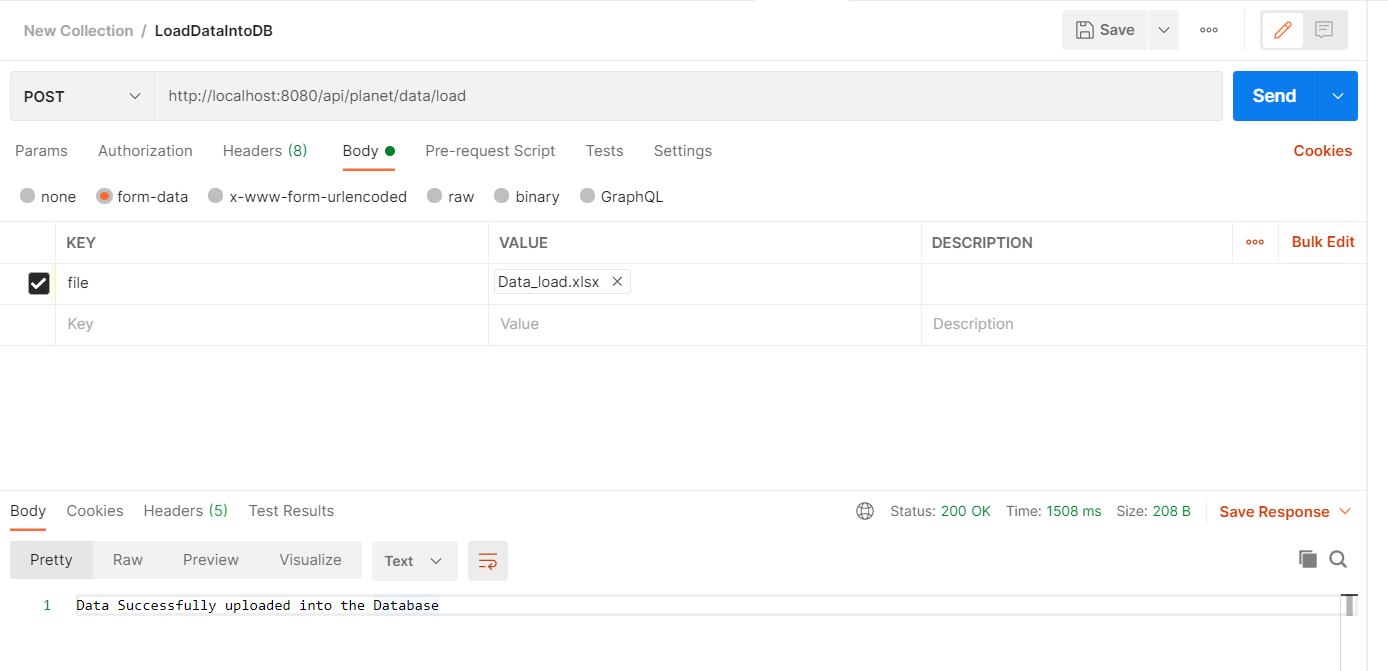 New Collection / LoadDataIntoDB Save
POST http://localhost:8080/api/planet/data/load Send
Params Authorization Headers (8) Body Pre-request Script Tests Settings Cookies
none form-data x-www-form-urlencoded raw binary GraphQL
KEY VALUE DESCRIPTION Bulk Edit
file Data_load.xlsx
Key Value Description
Body Cookies Headers (5) Test Results Status: 200 OK Time: 1508 ms Size: 208 B Save Response
Pretty Raw Preview Visualize Text
1 Data Successfully uploaded into the Database